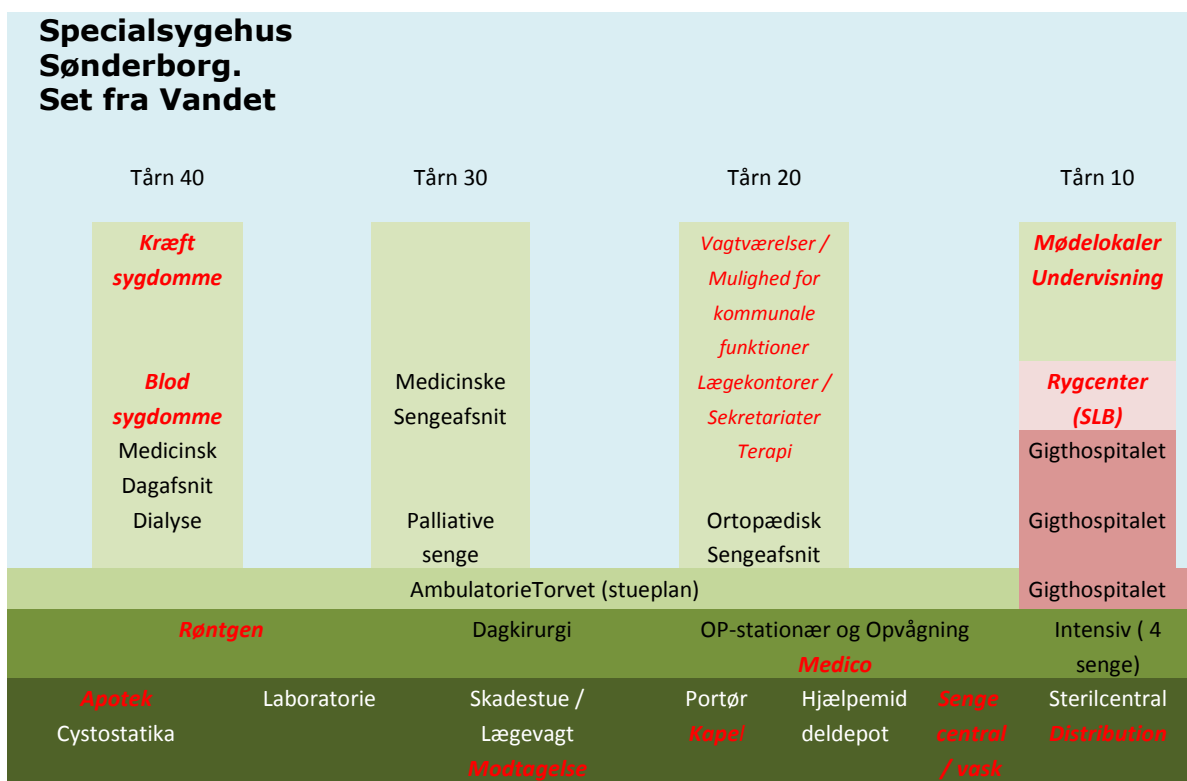 Specialsygehus
Sønderborg.
Set fra Vandet
Tårn 40 Tårn 30 Tårn 20 Tårn 10
Kræft Vagtværelser / Mødelokaler
sygdomme Mulighed for Undervisning
kommunale
funktioner
Blod Medicinske Lægekontorer / Rygcenter
sygdomme Sengeafsnit Sekretariater (SLB)
Medicinsk Terapi Gigthospitalet
Dagafsnit
Dialyse Palliative Ortopædisk Gigthospitalet
senge Sengeafsnit
AmbulatorieTorvet (stueplan) Gigthospitalet
Røntgen Dagkirurgi OP-stationær og Opvågning Intensiv ( 4
Medico senge)
Apotek Laboratorie Skadestue / Portør Hjælpemid Senge Sterilcentral
Cystostatika Lægevagt Kapel deldepot central Distribution
Modtagelse / vask